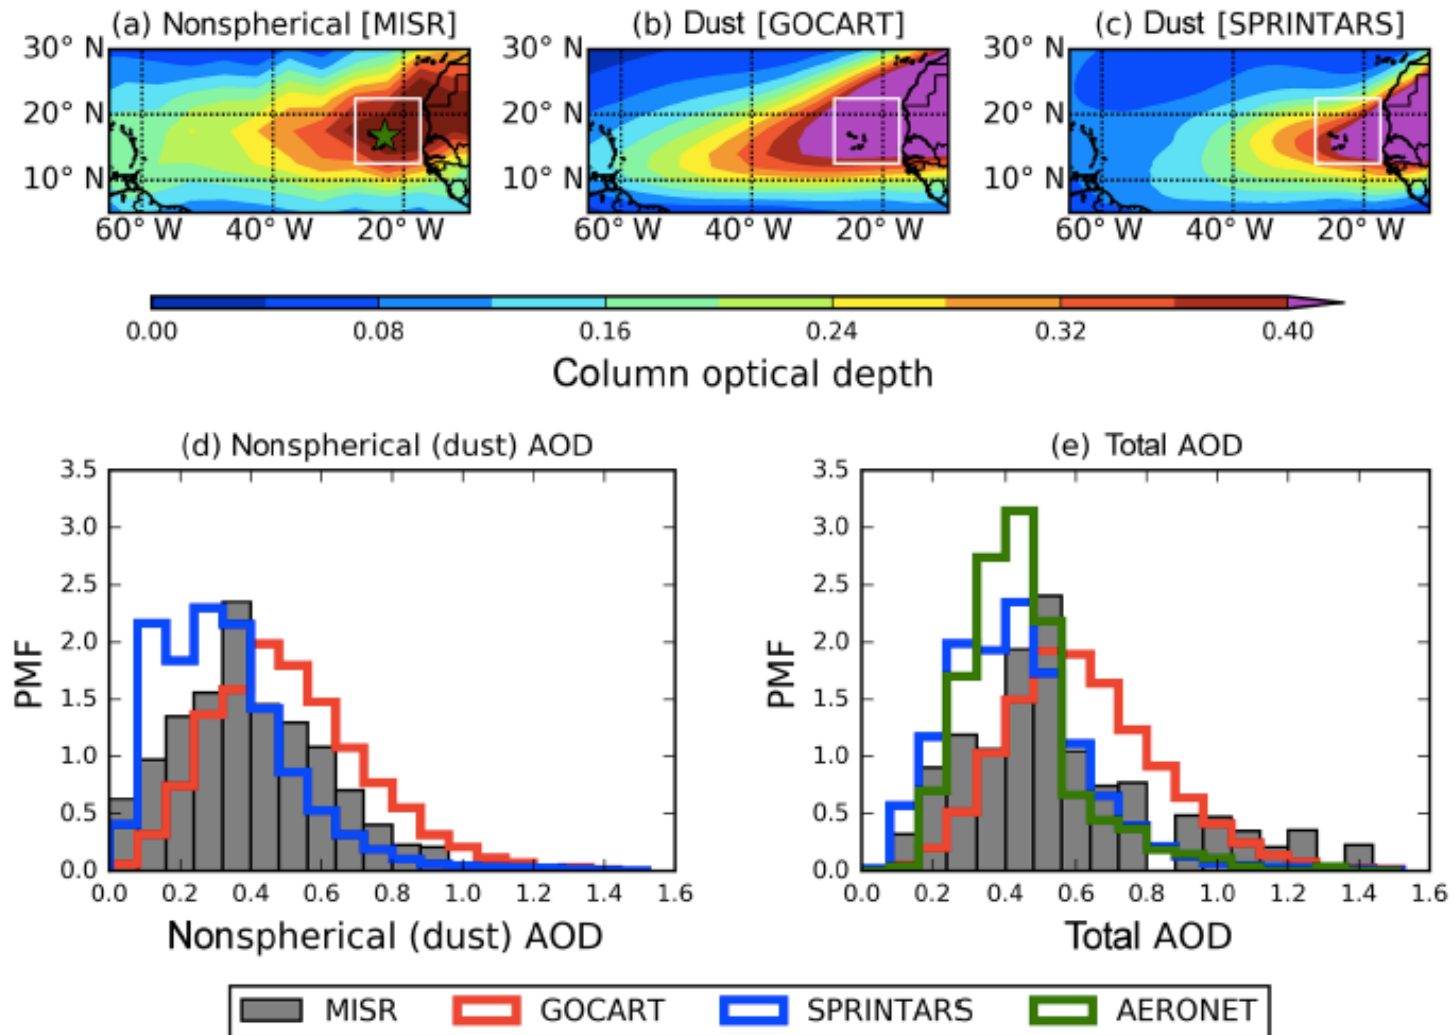 (a) Nonspherical [MISR] (b) Dust [GOCART] (c) Dust [SPRINTARS]
30° N 30° N 30° N
20° N 20° N 20° N
10° N 10° N 10° N
60° W 40° W 20° W 60° W 40° W 20° W 60° W 40° W 20° W
0.00 0.08 0.16 0.24 0.32 0.40
Column optical depth
(d) Nonspherical (dust) AOD (e) Total AOD
3.5 3.5
3.0 3.0
2.5 2.5
2.0 2.0
PMF PMF
1.5 1.5
1.0 1.0
0.5 0.5
0.0 0.0
0.0 0.2 0.4 0.6 0.8 1.0 1.2 1.4 1.6 0.0 0.2 0.4 0.6 0.8 1.0 1.2 1.4 1.6
Nonspherical (dust) AOD Total AOD
MISR GOCART SPRINTARS AERONET